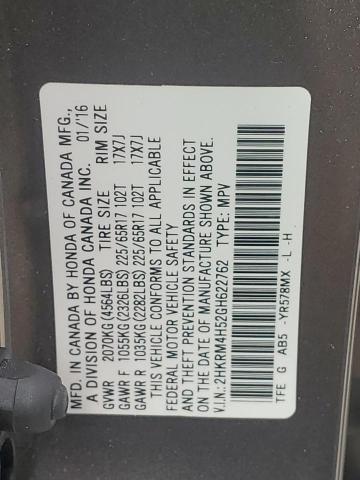 MFD. IN CANADA BY HONDA OF CANADA MFG.,
A DIVISION OF HONDA CANADA INC. 01/'16
GVWR 2070KG (4564LBS) TIRE SIZE RIM SIZE
GAWR F 1055KG(2326LBS) 225/65R17 102T 17X7J
GAWR R 1035KG(2282LBS) 225/65R17 102T 17X7J
THIS VEHICLE CONFORMS TO ALL APPLICABLE
FEDERAL MOTOR VEHICLE SAFETY
AND THEFT PREVENTION STANDARDS IN EFFECT
ON THE DATE OF MANUFACTURE SHOWN ABOVE.
V.I.N.: 2HKRM4H52GH622762 TYPE: MPV
TFE G AB5 -YR578MX -L -H